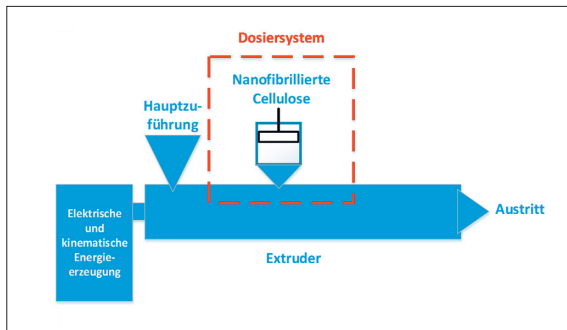 Dosiersystem
Nanofibrillierte
Cellulose
Hauptzu-
führung
Elektrische
und
kinematische
Energie-
erzeugung
Austritt
Extruder